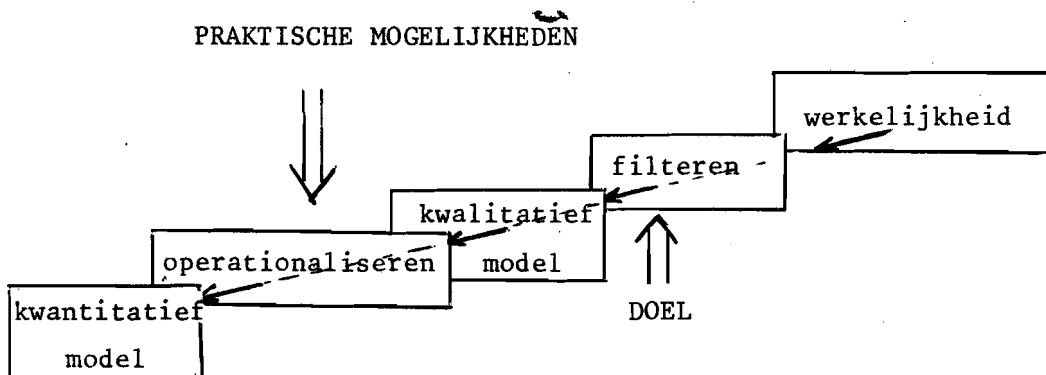 PRAKTISCHE MOGELIJKHEDEN
werkelijkheid
filteren
kwalitatief
model
operationaliseren
DOEL
kwantitatief
model